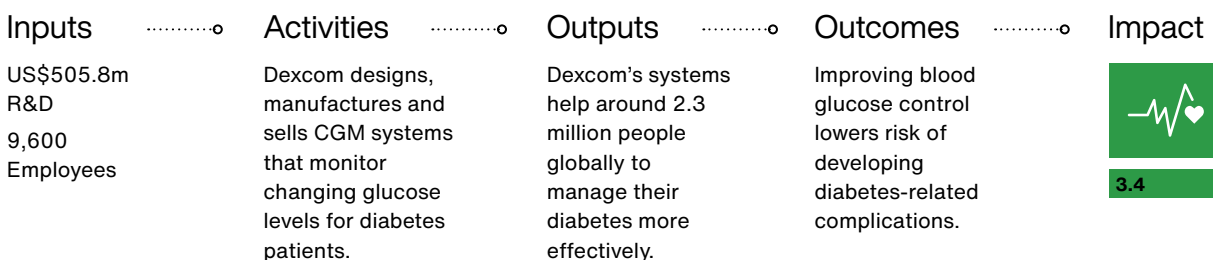 Inputs
US$505.8m
R&D
9,600
Employees
Activities
Dexcom designs,
manufactures and
sells CGM systems
that monitor
changing glucose
levels for diabetes
patients.
Outputs
Dexcom’s systems
help around 2.3
million people
globally to
manage their
diabetes more
effectively.
Outcomes
Improving blood
glucose control
lowers risk of
developing
diabetes-related
complications.
Impact
3.4